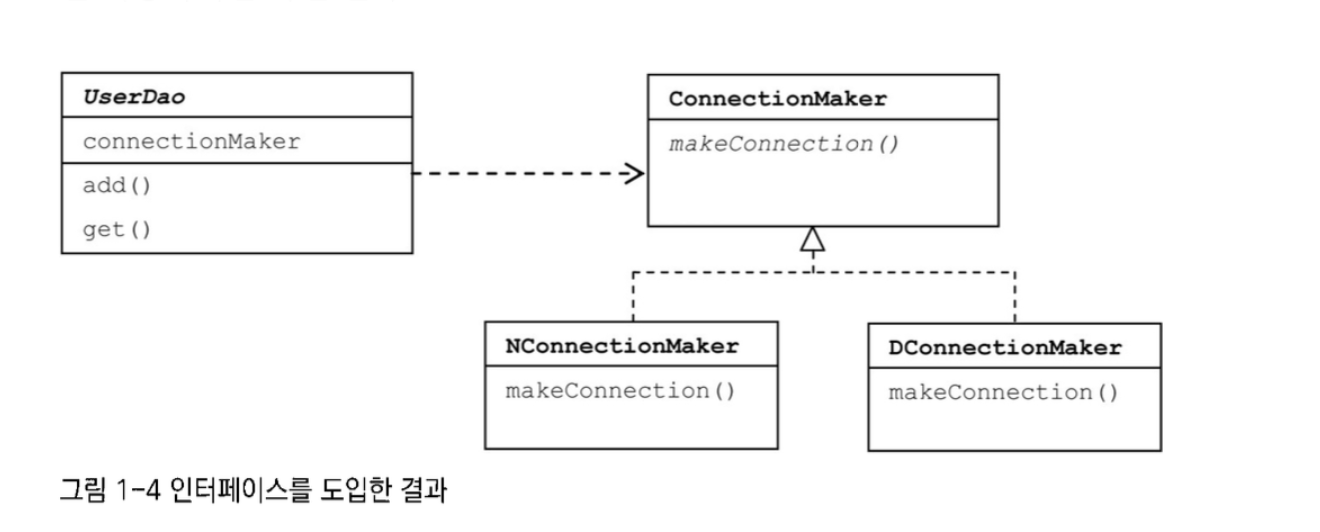 UserDao
connectionMaker
add()
get()
ConnectionMaker
makeConnection()
NConnectionMaker
makeConnection()
DConnectionMaker
makeConnection()
그림 1-4 인터페이스를 도입한 결과